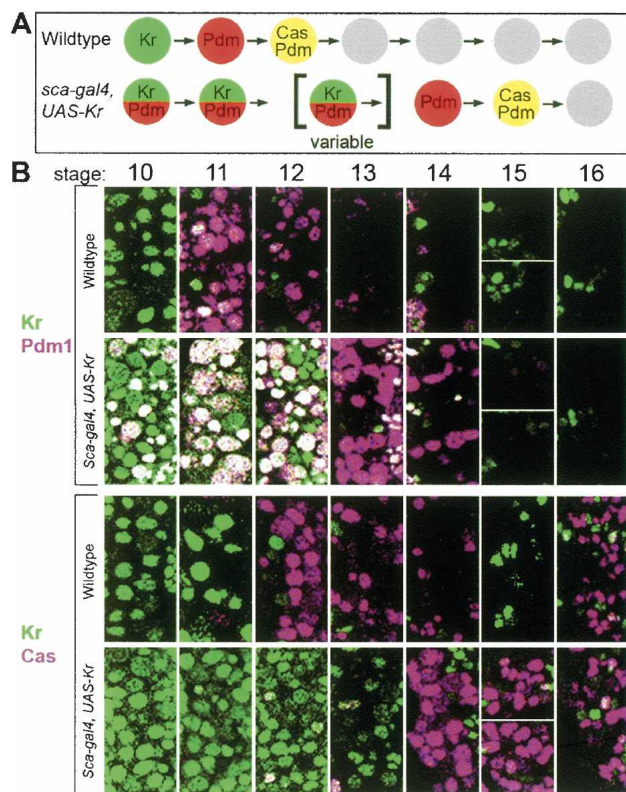 A
Wildtype
Kr
Pdm
Cas
Pdm
sca-gal4,
UAS-Kr
Kr
Pdm
Kr
Pdm
[ Kr
Pdm ]
Pdm
Cas
Pdm
variable
B stage: 10 11 12 13 14 15 16
Kr
Pdm1
Wildtype
Sca-gal4, UAS-Kr
Kr
Cas
Wildtype
Sca-gal4, UAS-Kr